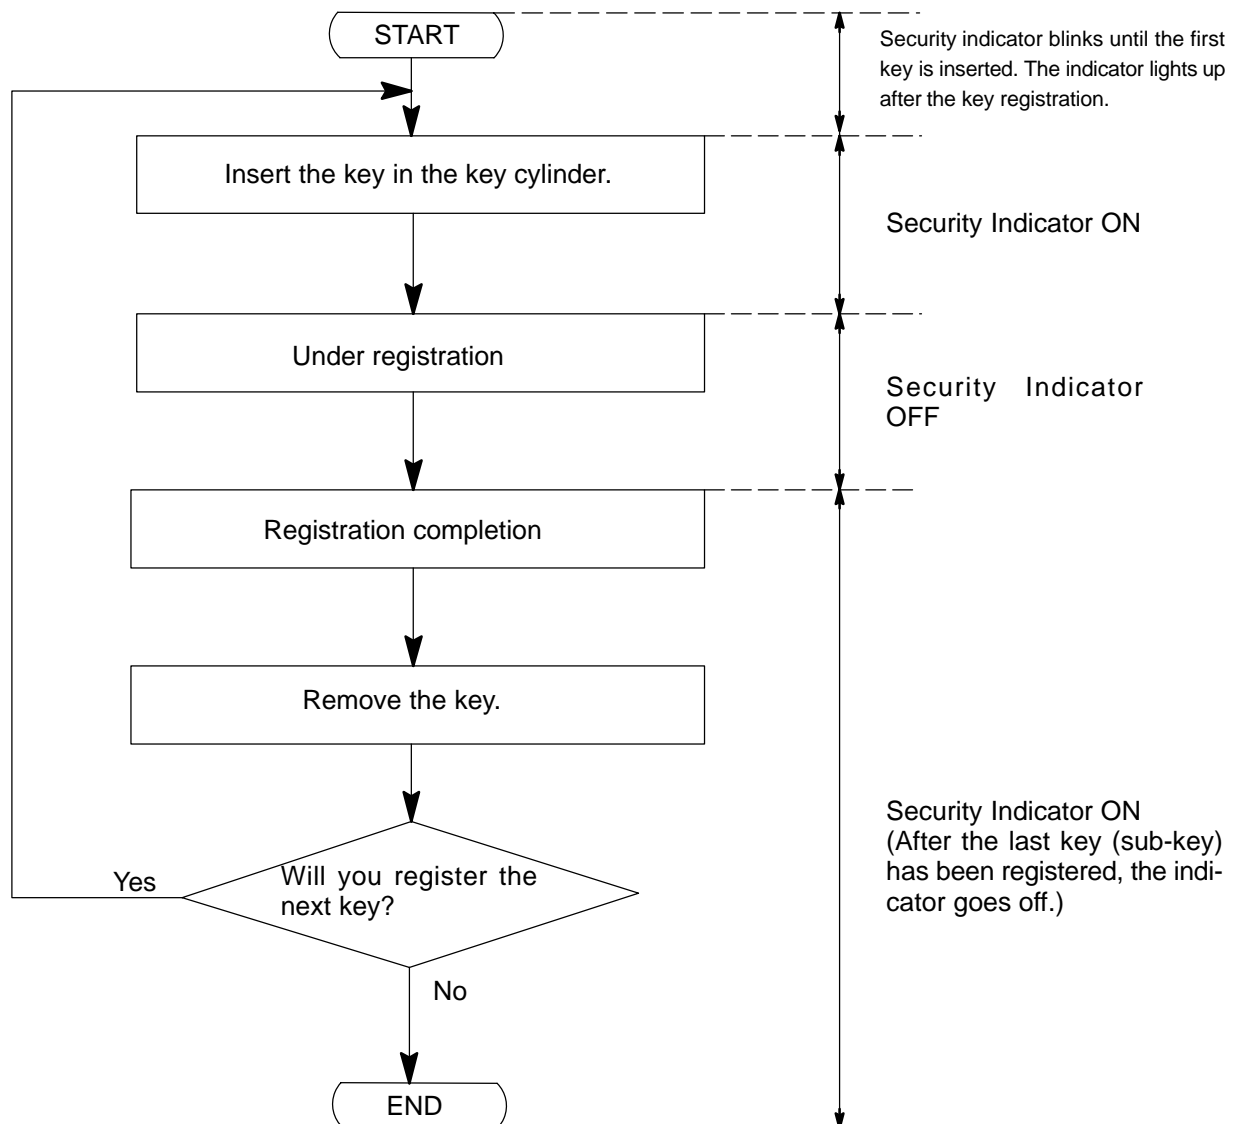 START
Security indicator blinks until the first
key is inserted. The indicator lights up
after the key registration.
Insert the key in the key cylinder.
Security Indicator ON
Under registration
Security Indicator
OFF
Registration completion
Remove the key.
Security Indicator ON
(After the last key (sub-key)
has been registered, the indi-
cator goes off.)
Yes
Will you register the
next key?
No
END